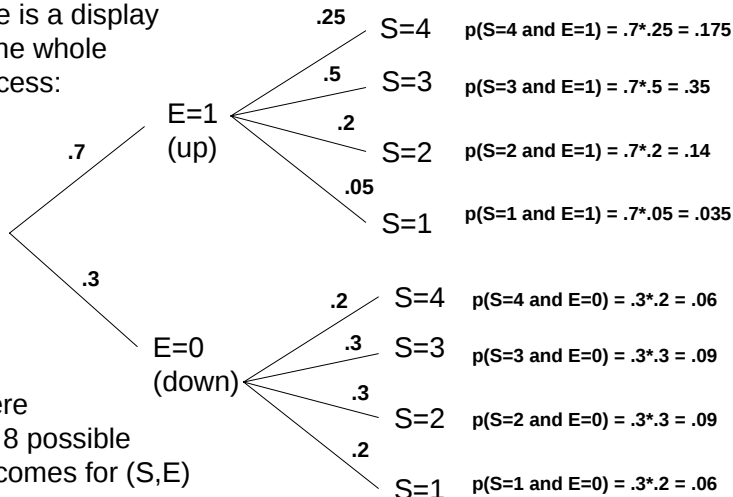 e is a display
ne whole
cess:
.7
.3
E=1
(up)
.25
.5
.2
.05
S=4 p(S=4 and E=1) = .7*.25 = .175
S=3 p(S=3 and E=1) = .7*.5 = .35
S=2 p(S=2 and E=1) = .7*.2 = .14
S=1 p(S=1 and E=1) = .7*.05 = .035
E=0
(down)
.2
.3
.3
.2
S=4 p(S=4 and E=0) = .3*.2 = .06
S=3 p(S=3 and E=0) = .3*.3 = .09
S=2 p(S=2 and E=0) = .3*.3 = .09
S=1 p(S=1 and E=0) = .3*.2 = .06
ere
8 possible
comes for (S,E)